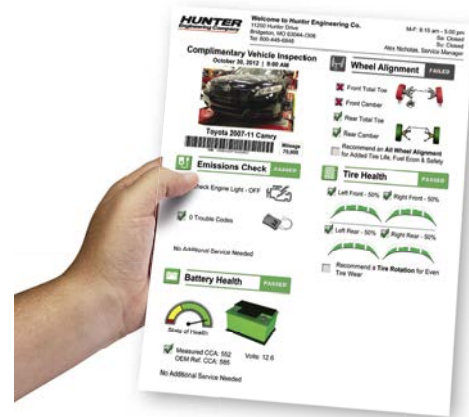 HUNTER
Engineering Company
Welcome to Hunter Engineering Co.
11250 Hunter Drive
Bridgeton, MO 63044-2306
Tel: 800-448-6848
M-F: 8:15 am - 5:00 pm
Sa: Closed
Su: Closed
Alex Nicholas, Service Manager
Complimentary Vehicle Inspection
October 30, 2012 | 9:00 AM
Toyota 2007-11 Camry
Mileage
75,000
Emissions Check PASSED
heck Engine Light - OFF
0 Trouble Codes
No Additional Service Needed
Battery Health PASSED
State of Health
Measured CCA: 552
OEM Ref. CCA: 585
Volts: 12.6
No Additional Service Needed
Wheel Alignment FAILED
Front Total Toe
Front Camber
Rear Total Toe
Rear Camber
Recommend an All Wheel Alignment
for Added Tire Life, Fuel Econ & Safety
Tire Health PASSED
Left Front - 50% Right Front - 50%
Left Rear - 50% Right Rear - 50%
Recommend a Tire Rotation for Even
Tire Wear